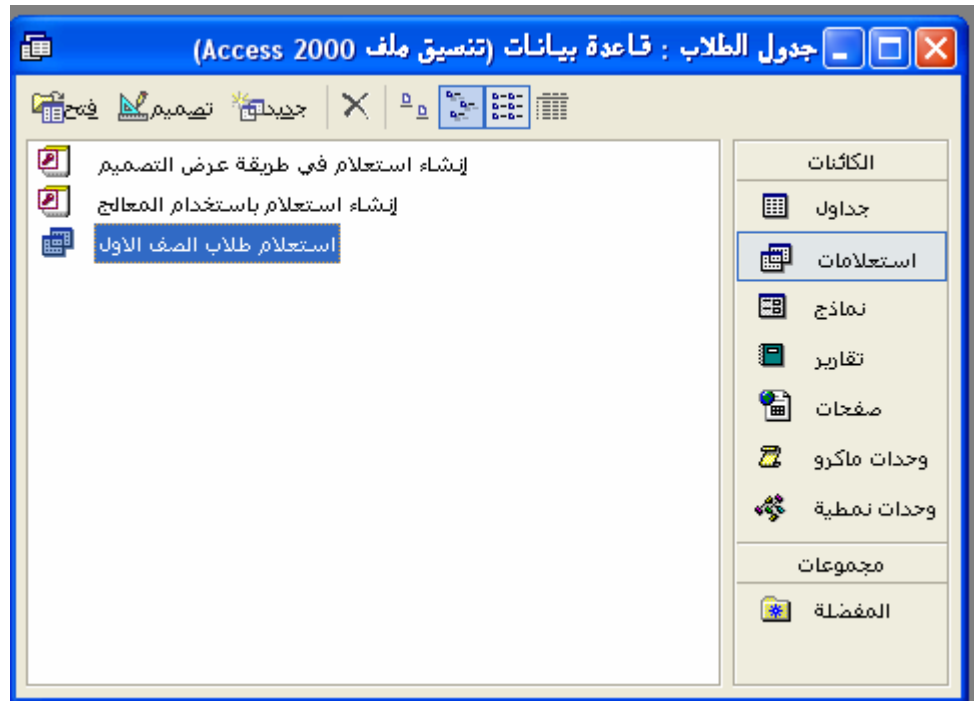 جدول الطلاب : قاعدة بيانات (تنسيق ملف Access 2000)
فتح تصميم جديد
الكائنات
جداول
استعلامات
نماذج
تقارير
صفحات
وحدات ماكرو
وحدات نمطية
مجموعات
المفضلة
إنشاء استعلام في طريقة عرض التصميم
إنشاء استعلام باستخدام المعالج
استعلام طلاب الصف الاول